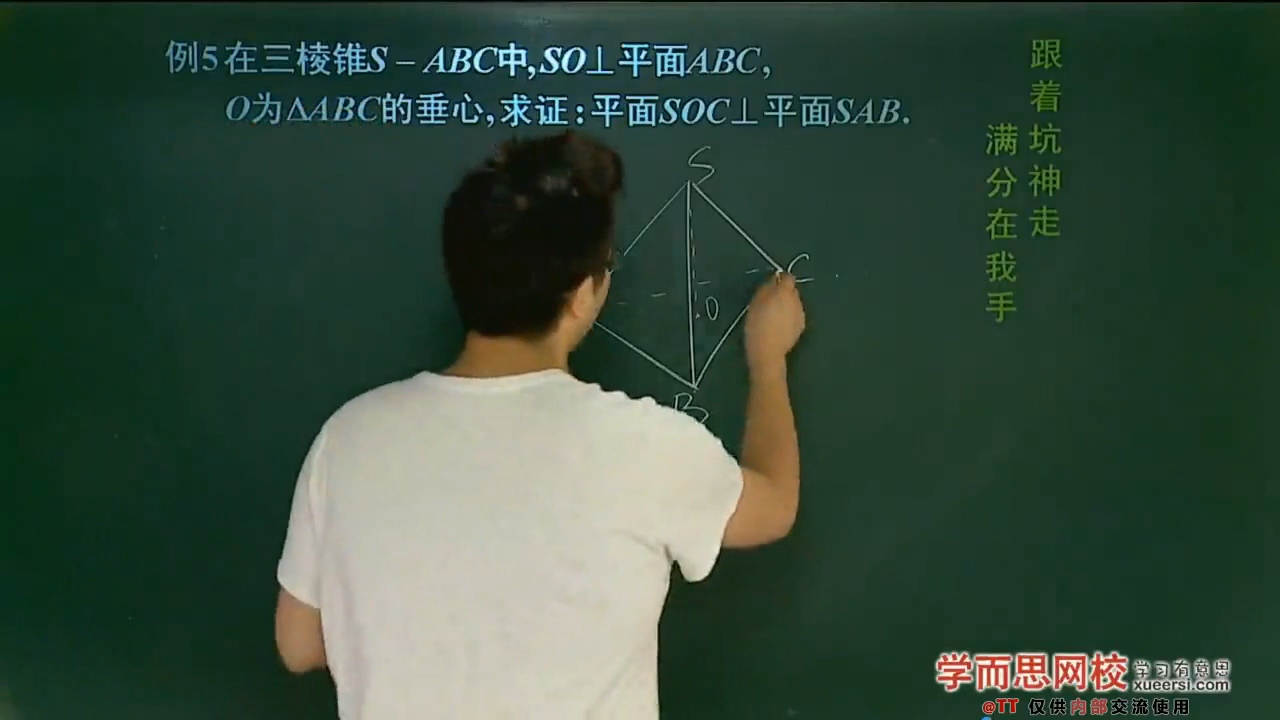 例5在三棱锥S – ABC中,SO⊥平面ABC,
O为ΔABC的垂心,求证:平面SOC⊥平面SAB.
跟着坑神走
满分在我手
S
C
O
B
学而思网校 学习有意思
xueersi.com
@TT 仅供内部交流使用